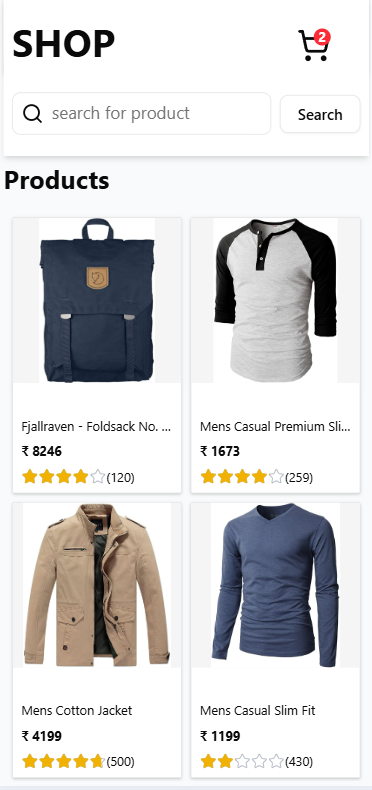 SHOP
2
search for product
Search
Products
Fjallraven - Foldsack No. ...
₹ 8246
(120)
Mens Casual Premium Sli...
₹ 1673
(259)
Mens Cotton Jacket
₹ 4199
(500)
Mens Casual Slim Fit
₹ 1199
(430)